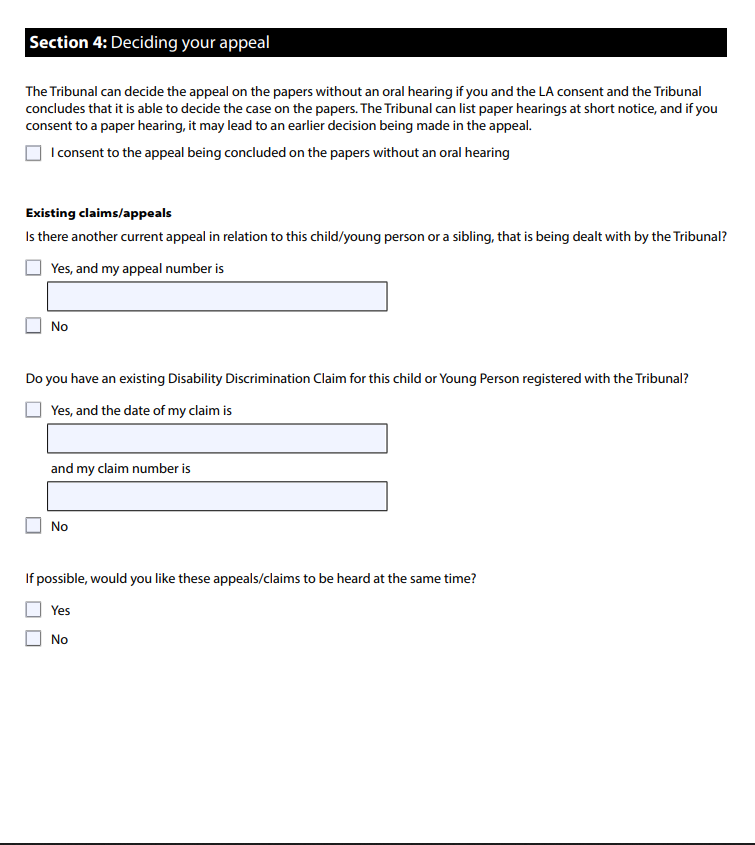 Section 4: Deciding your appeal
The Tribunal can decide the appeal on the papers without an oral hearing if you and the LA consent and the Tribunal
concludes that it is able to decide the case on the papers. The Tribunal can list paper hearings at short notice, and if you
consent to a paper hearing, it may lead to an earlier decision being made in the appeal.
I consent to the appeal being concluded on the papers without an oral hearing
Existing claims/appeals
Is there another current appeal in relation to this child/young person or a sibling, that is being dealt with by the Tribunal?
Yes, and my appeal number is
No
Do you have an existing Disability Discrimination Claim for this child or Young Person registered with the Tribunal?
Yes, and the date of my claim is
and my claim number is
No
If possible, would you like these appeals/claims to be heard at the same time?
Yes
No